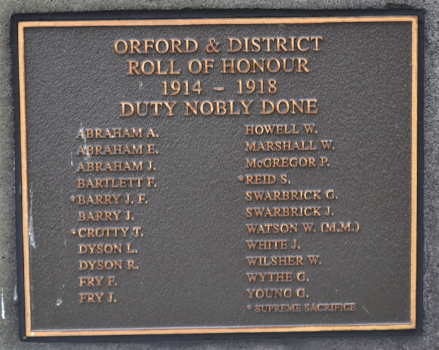 ORFORD & DISTRICT
ROLL OF HONOUR
1914 - 1918
DUTY NOBLY DONE
ABRAHAM A.
ABRAHAM E.
ABRAHAM J.
BARTLETT F.
*BARRY J. F.
BARRY J.
*CROTTY T.
DYSON L.
DYSON R.
FRY F.
FRY J.
HOWELL W.
MARSHALL W.
McGREGOR P.
*REID S.
SWARBRICK G.
SWARBRICK J.
WATSON W. (M.M.)
WHITE J.
WILSHER W.
WYTHE G.
YOUNG G.
* SUPREME SACRIFICE